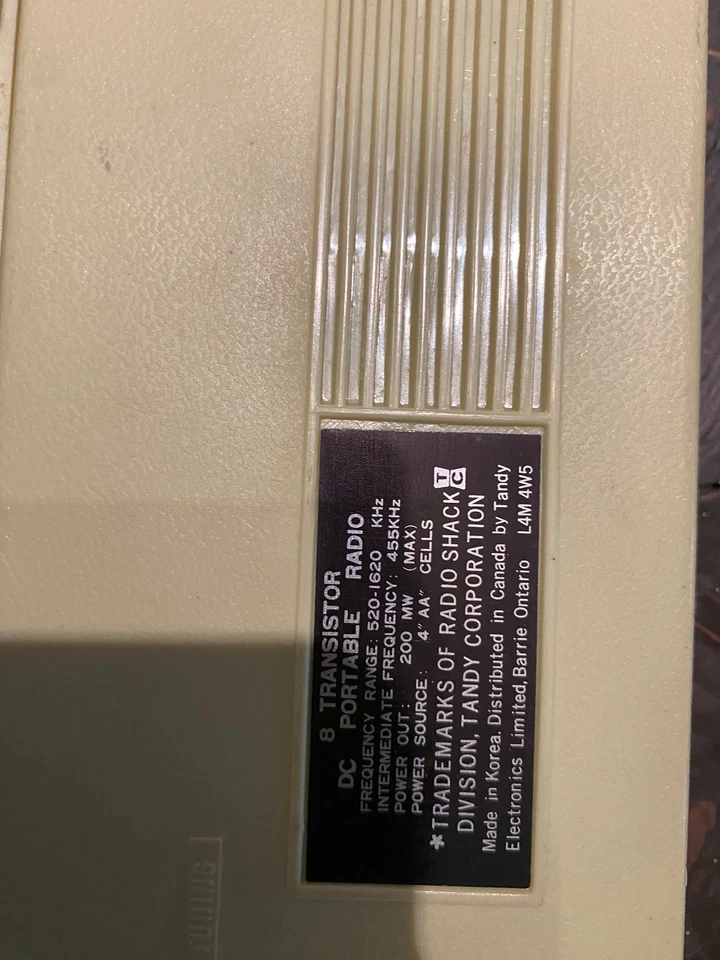 8 TRANSISTOR
DC PORTABLE RADIO
FREQUENCY RANGE: 520-1620 KHz
INTERMEDIATE FREQUENCY: 455KHz
POWER OUT: 200 MW (MAX)
POWER SOURCE: 4" AA" CELLS
*TRADEMARKS OF RADIO SHACK TC
DIVISION, TANDY CORPORATION
Made in Korea. Distributed in Canada by Tandy
Electronics Limited, Barrie Ontario L4M 4W5
TUNING